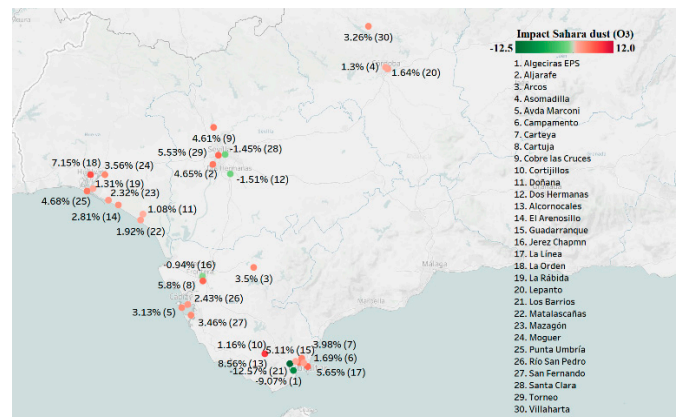 Impact Sahara dust (O3)
-12.5 12.0
1. Algeciras EPS
2. Aljarafe
3. Arcos
4. Asomadilla
5. Avda Marconi
6. Campamento
7. Carteya
8. Cartuja
9. Cobre las Cruces
10. Cortijillos
11. Doñana
12. Dos Hermanas
13. Alcornocales
14. El Arenosillo
15. Guadarranque
16. Jerez Chapmn
17. La Línea
18. La Orden
19. La Rábida
20. Lepanto
21. Los Barrios
22. Matalascañas
23. Mazagón
24. Moguer
25. Punta Umbría
26. Río San Pedro
27. San Fernando
28. Santa Clara
29. Torneo
30. Villaharta
3.26% (30)
1.3% (4)
1.64% (20)
4.61% (9)
5.53% (29)
-1.45% (28)
4.65% (2)
-1.51% (12)
7.15% (18)
3.56% (24)
1.31% (19)
2.32% (23)
4.68% (25)
2.81% (14)
1.08% (11)
1.92% (22)
-0.94% (16)
5.8% (8)
3.5% (3)
2.43% (26)
3.13% (5)
3.46% (27)
Málaga
Marbella
1.16% (10)
5.11% (15)
3.98% (7)
8.56% (13)
1.69% (6)
-12.57% (21)
5.65% (17)
-9.07% (1)